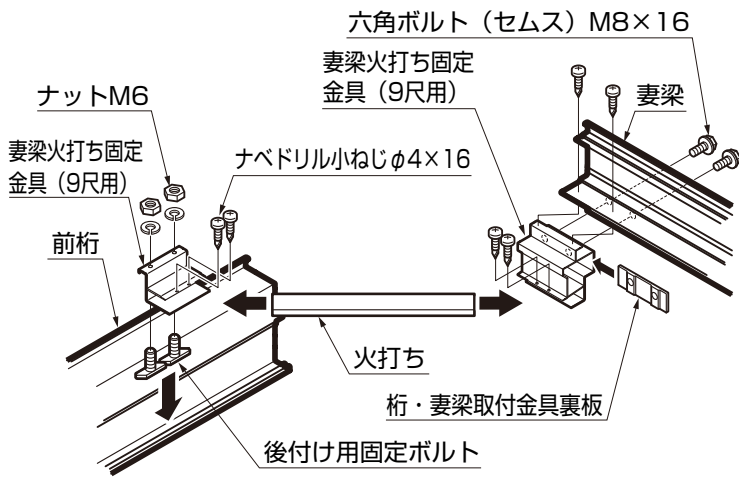 六角ボルト（セムス）M8×16
妻梁火打ち固定
金具（9尺用）
妻梁
ナットM6
妻梁火打ち固定
金具（9尺用）
ナベドリル小ねじφ4×16
前桁
火打ち
桁・妻梁取付金具裏板
後付け用固定ボルト